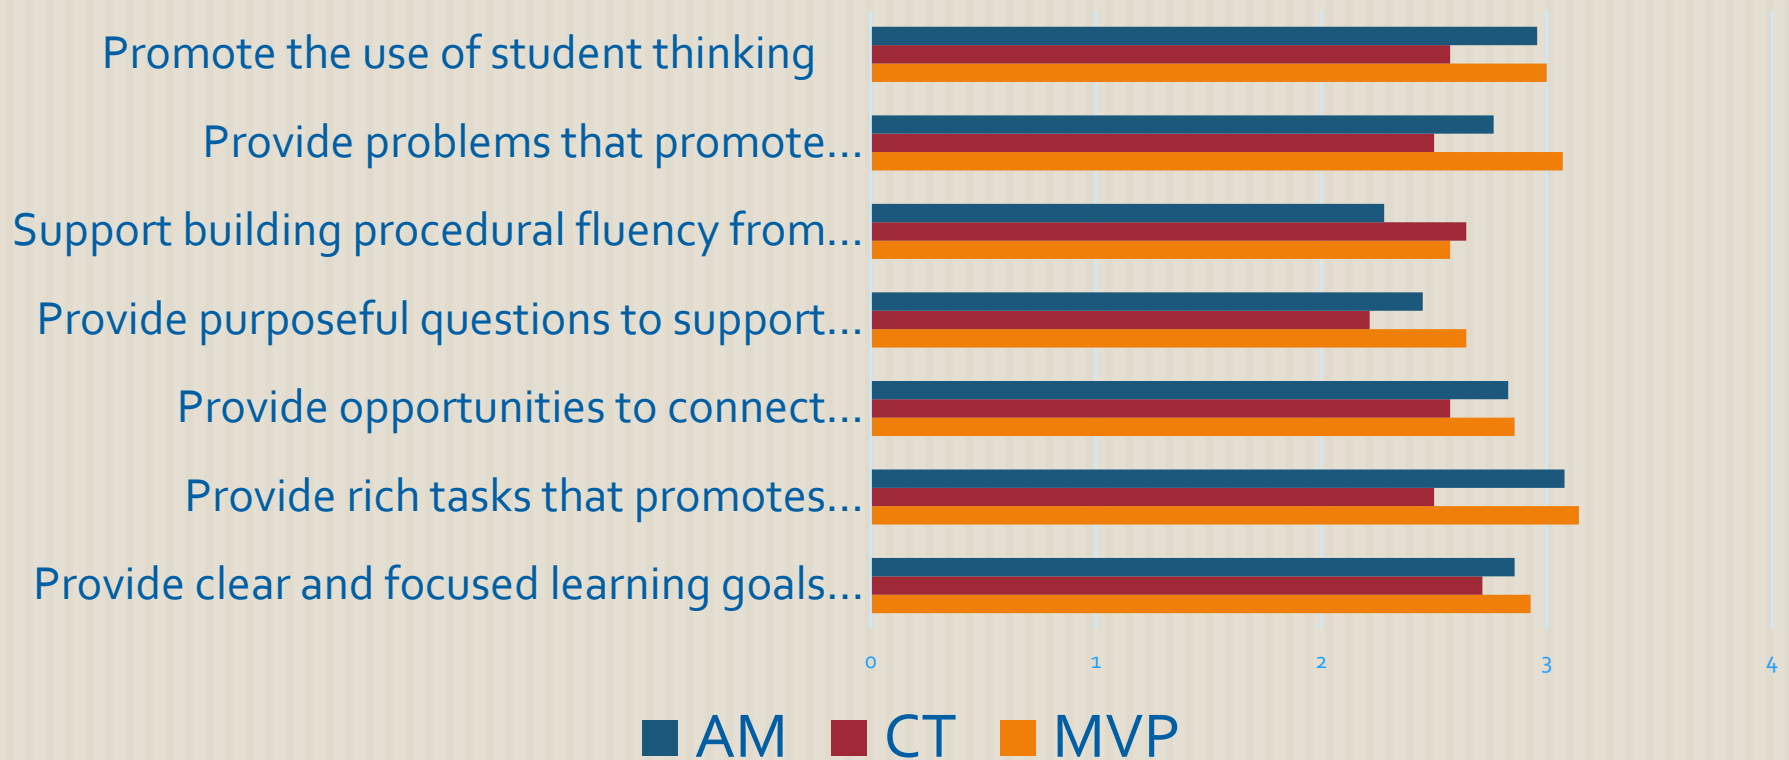 Promote the use of student thinking
Provide problems that promote...
Support building procedural fluency from...
Provide purposeful questions to support...
Provide opportunities to connect...
Provide rich tasks that promotes...
Provide clear and focused learning goals...
0 1 2 3 4
AM CT MVP